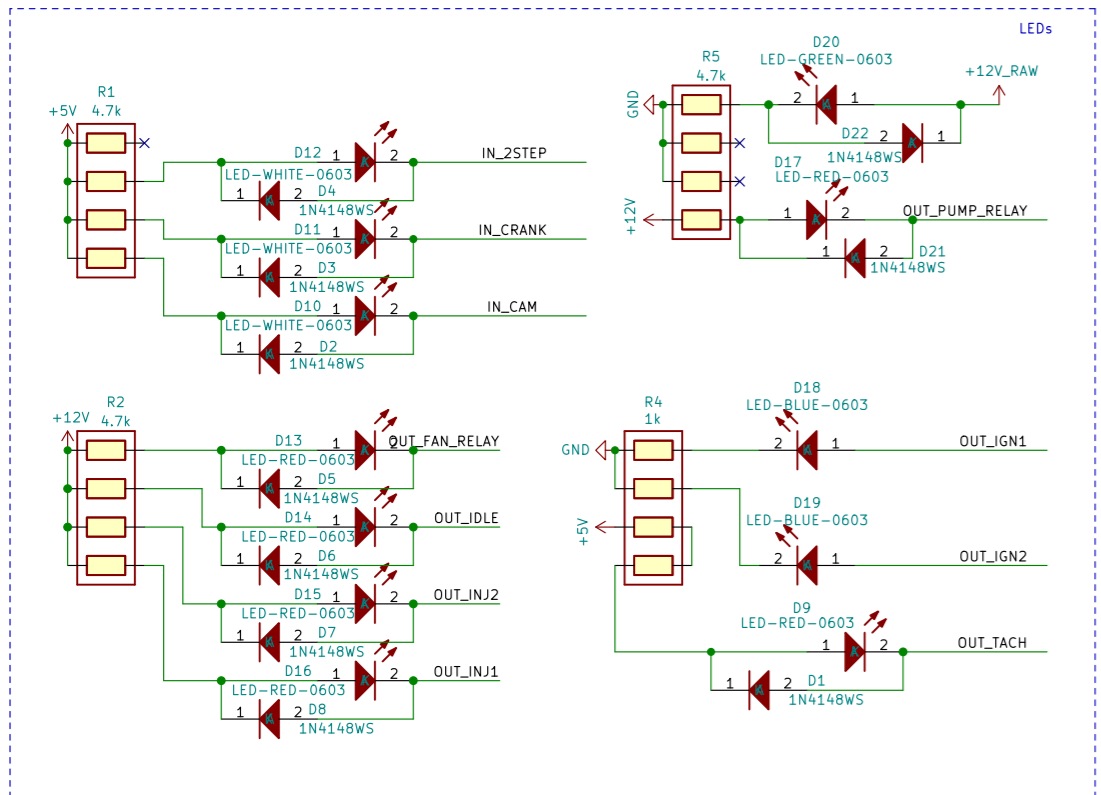 LEDs
R1
4.7k
+5V
D12
1
2
IN_2STEP
LED-WHITE-0603
D4
1
2
1N4148WS
D11
1
2
IN_CRANK
LED-WHITE-0603
D3
1
2
1N4148WS
D10
1
2
IN_CAM
LED-WHITE-0603
D2
1
2
1N4148WS
R5
4.7k
GND
+12V
D20
LED-GREEN-0603
2
1
+12V_RAW
D22
2
1
1N4148WS
D17
LED-RED-0603
1
2
OUT_PUMP_RELAY
1
2
D21
1N4148WS
R2
4.7k
+12V
D13
1
2
OUT_FAN_RELAY
LED-RED-0603
D5
1
2
1N4148WS
D14
1
2
OUT_IDLE
LED-RED-0603
D6
1
2
1N4148WS
D15
1
2
OUT_INJ2
LED-RED-0603
D7
1
2
1N4148WS
D16
1
2
OUT_INJ1
LED-RED-0603
D8
1
2
1N4148WS
R4
1k
GND
+5V
D18
LED-BLUE-0603
2
1
OUT_IGN1
D19
LED-BLUE-0603
2
1
OUT_IGN2
D9
LED-RED-0603
1
2
OUT_TACH
1
2
D1
1N4148WS